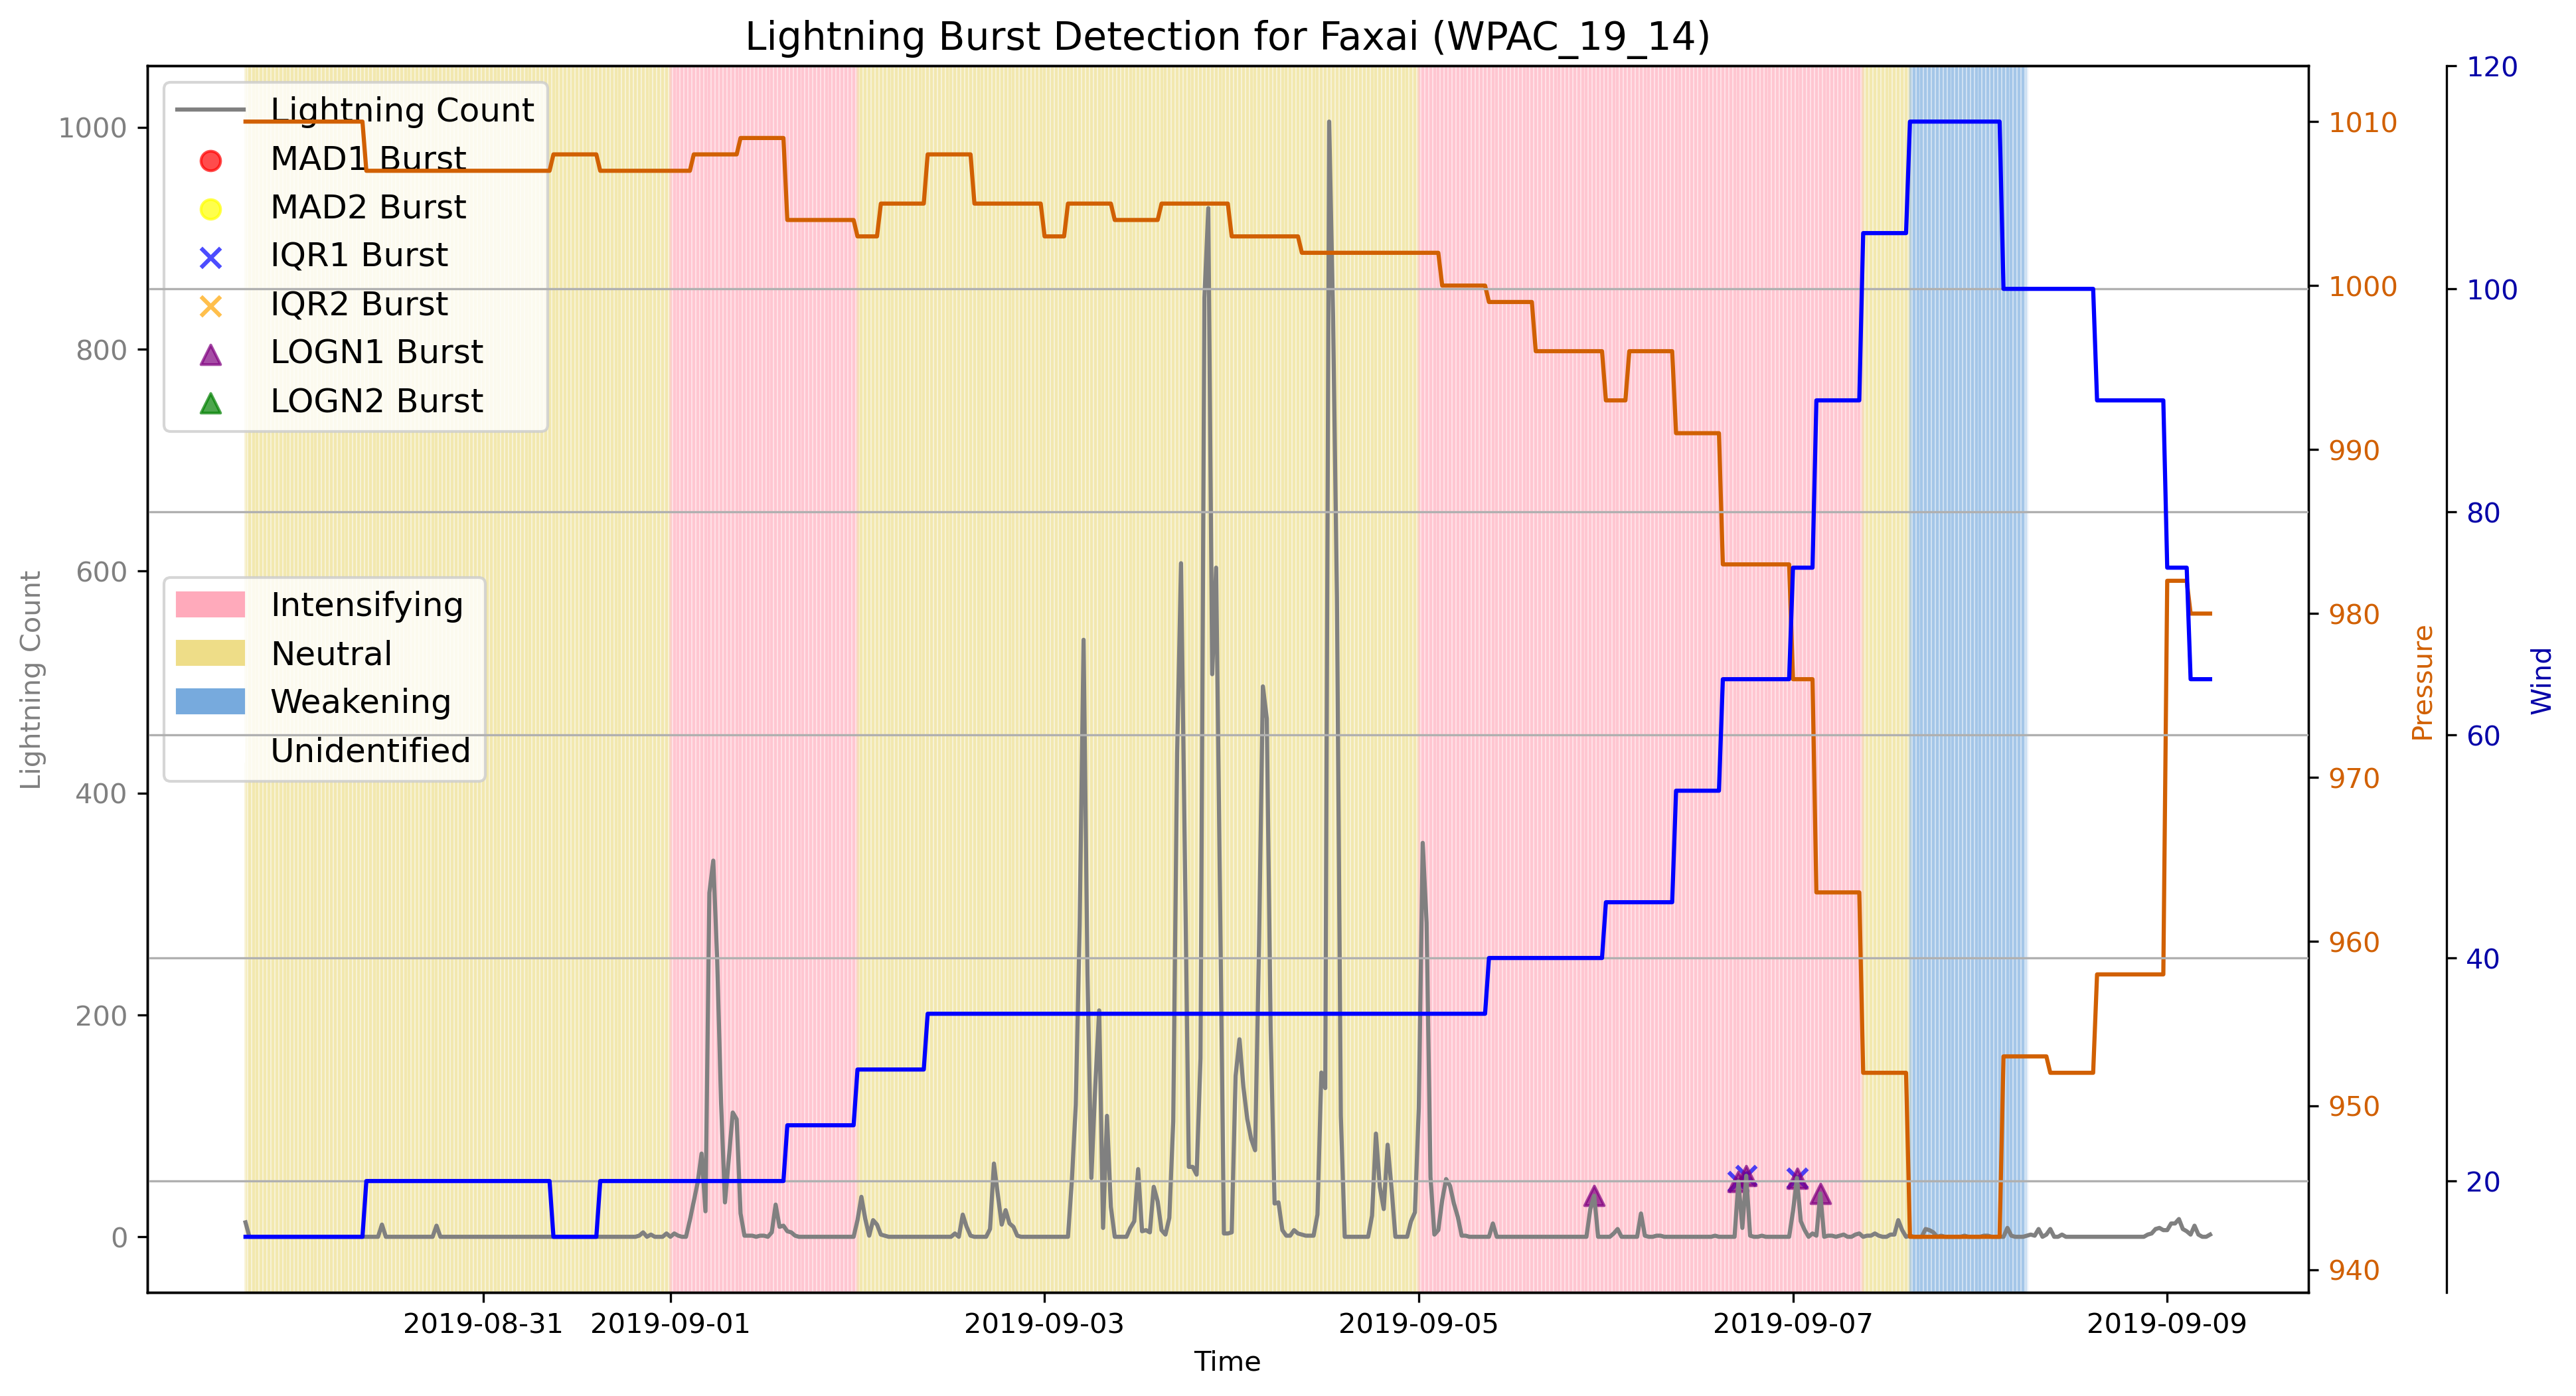 Lightning Burst Detection for Faxai (WPAC_19_14)
Lightning Count
MAD1 Burst
MAD2 Burst
IQR1 Burst
IQR2 Burst
LOGN1 Burst
LOGN2 Burst
Intensifying
Neutral
Weakening
Unidentified
Lightning Count
1000
800
600
400
200
0
1010
1000
990
980
970
960
950
940
Pressure
120
100
80
60
40
20
Wind
2019-08-31 2019-09-01 2019-09-03 2019-09-05 2019-09-07 2019-09-09
Time